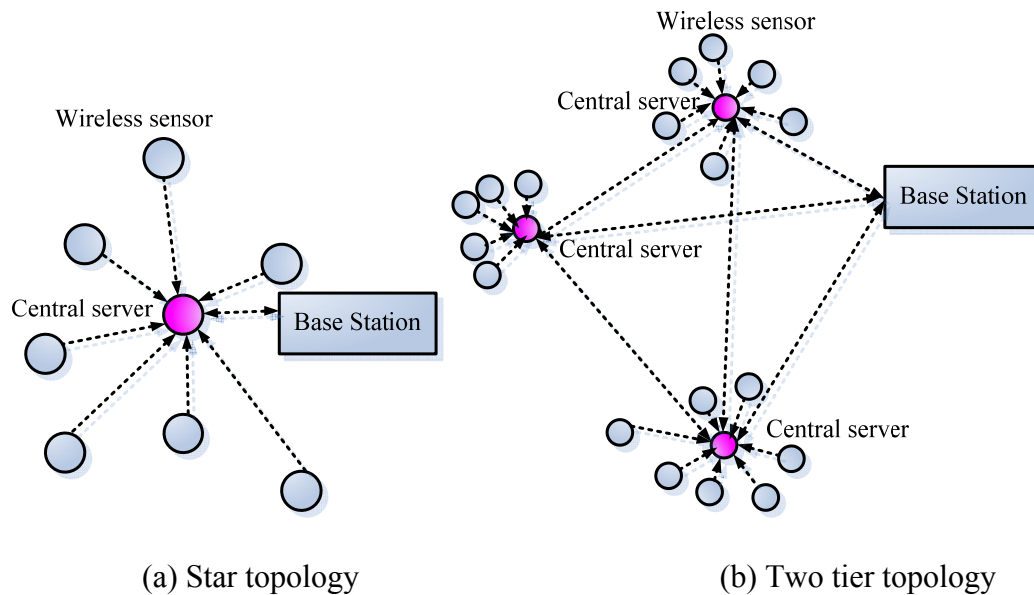 Wireless sensor
Central server
Base Station
(a) Star topology
Wireless sensor
Central server
Base Station
Central server
Central server
(b) Two tier topology